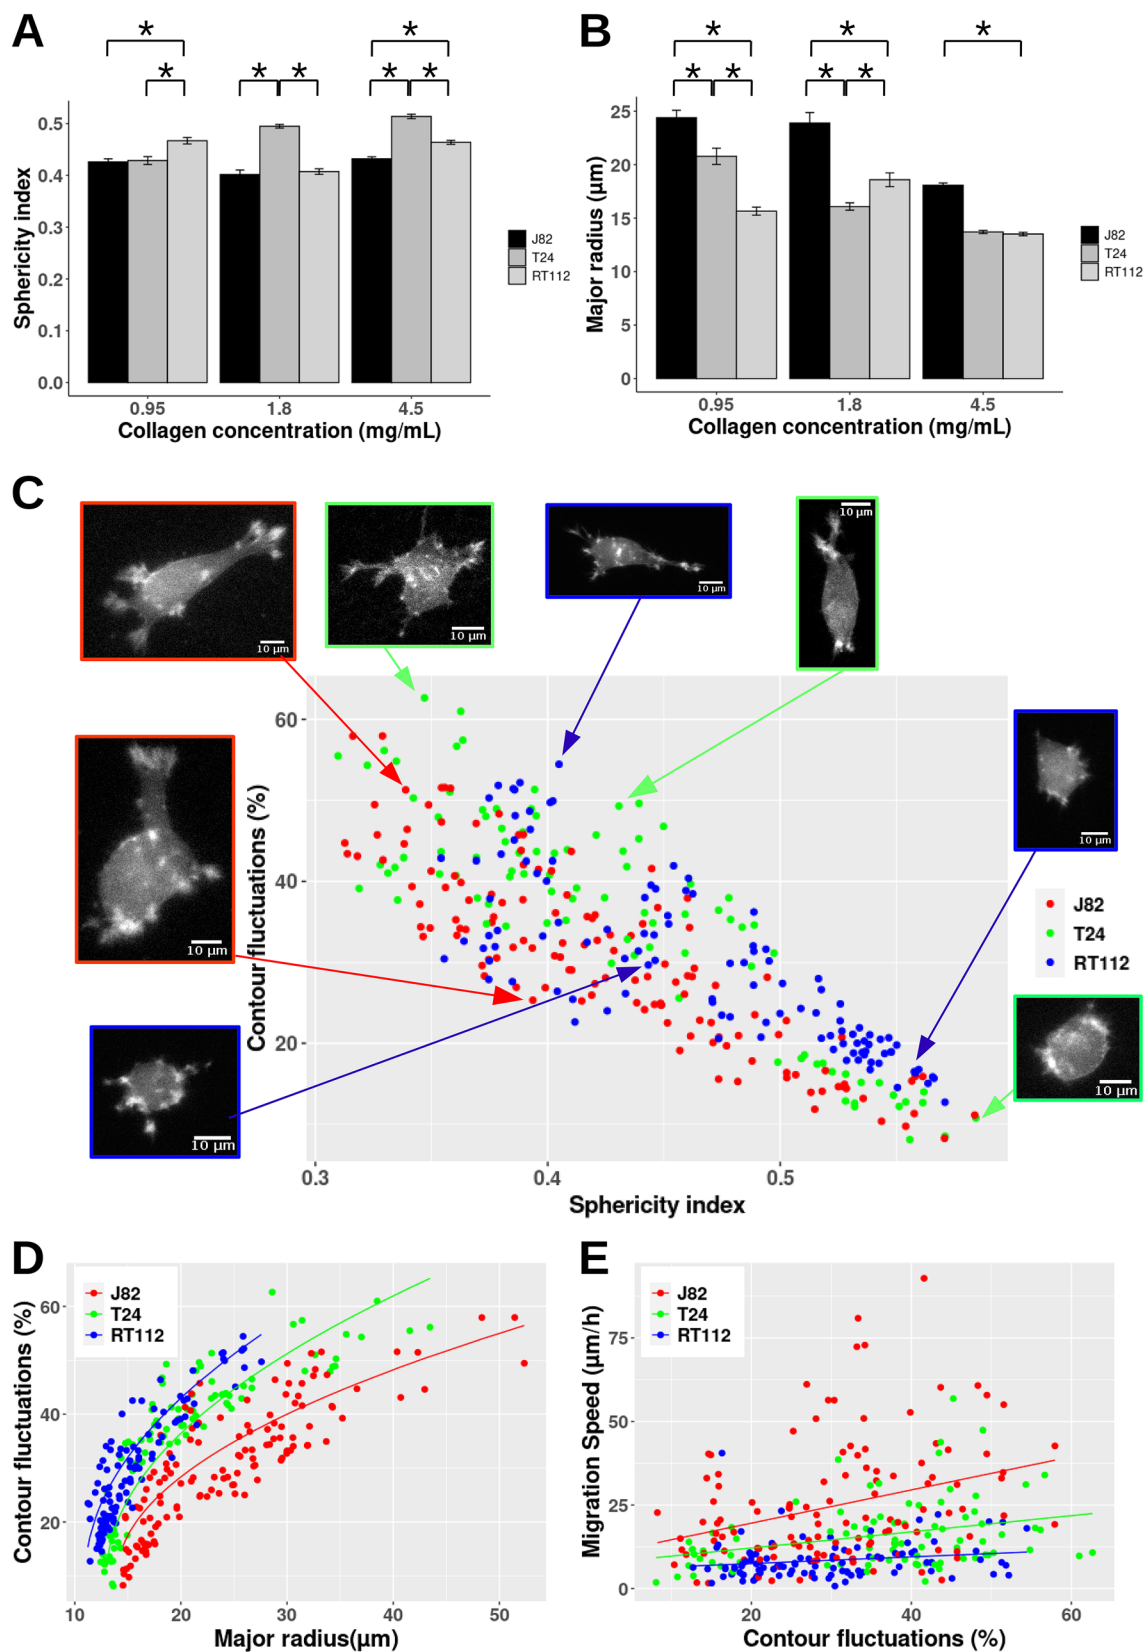 A
*
*
* *
*
* *
0.5
0.4
0.3
0.2
0.1
0.0
Sphericity index
0.95 1.8 4.5
Collagen concentration (mg/mL)
J82
T24
RT112
B
*
* *
*
* *
*
25
20
15
10
5
0
Major radius (µm)
0.95 1.8 4.5
Collagen concentration (mg/mL)
J82
T24
RT112
C
10 µm
10 µm
10 µm
10 µm
10 µm
10 µm
10 µm
10 µm
60
40
20
Contour fluctuations (%)
0.3 0.4 0.5
Sphericity index
J82
T24
RT112
D
J82
T24
RT112
60
40
20
Contour fluctuations (%)
10 20 30 40 50
Major radius(µm)
E
J82
T24
RT112
75
50
25
0
Migration Speed (µm/h)
20 40 60
Contour fluctuations (%)